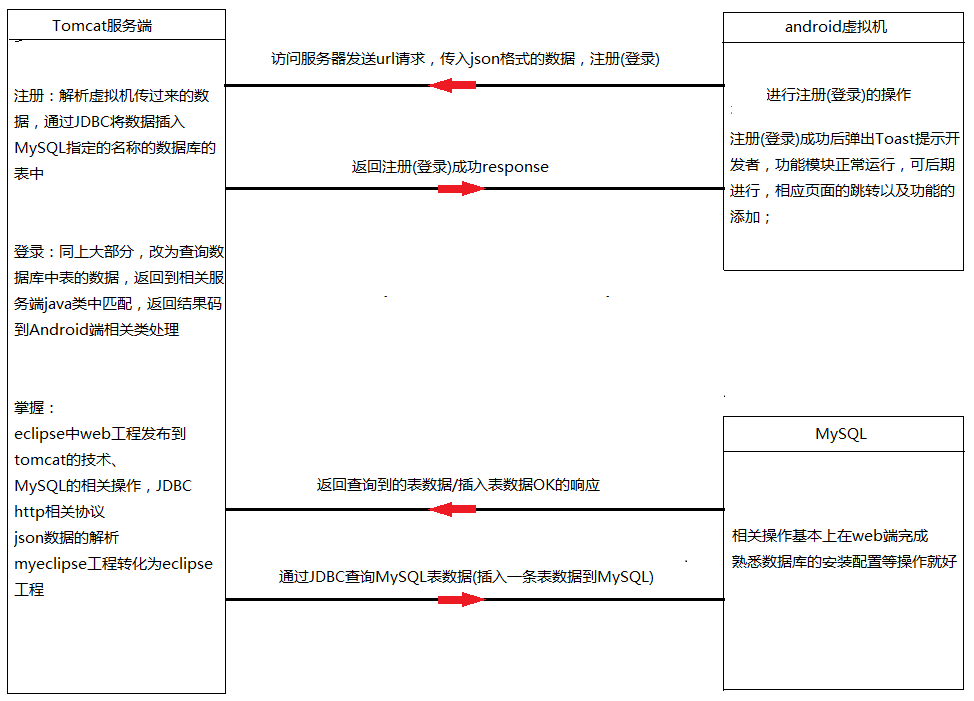 Tomcat服务端
注册：解析虚拟机传过来的数
据，通过JDBC将数据插入
MySQL指定的名称的数据库的
表中
登录：同上大部分，改为查询数
据库中表的数据，返回到相关服
务端java类中匹配，返回结果码
到Android端相关类处理
掌握：
eclipse中web工程发布到
tomcat的技术、
MySQL的相关操作，JDBC
http相关协议
json数据的解析
myeclipse工程转化为eclipse
工程
访问服务器发送url请求，传入json格式的数据，注册(登录)
返回注册(登录)成功response
android虚拟机
进行注册(登录)的操作
注册(登录)成功后弹出Toast提示开
发者，功能模块正常运行，可后期
进行，相应页面的跳转以及功能的
添加；
返回查询到的表数据/插入表数据OK的响应
通过JDBC查询MySQL表数据(插入一条表数据到MySQL)
MySQL
相关操作基本上在web端完成
熟悉数据库的安装配置等操作就好